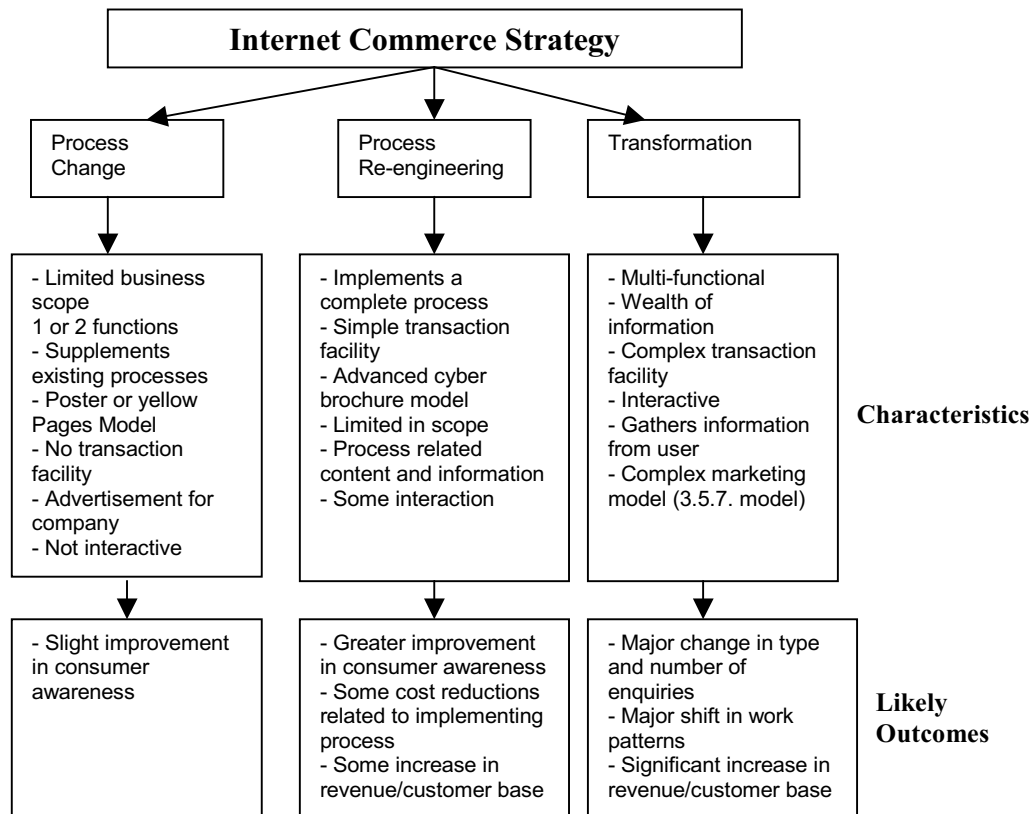 Internet Commerce Strategy
Process
Change
Process
Re-engineering
Transformation
- Limited business
scope
1 or 2 functions
- Supplements
existing processes
- Poster or yellow
Pages Model
- No transaction
facility
- Advertisement for
company
- Not interactive
- Implements a
complete process
- Simple transaction
facility
- Advanced cyber
brochure model
- Limited in scope
- Process related
content and information
- Some interaction
- Multi-functional
- Wealth of
information
- Complex transaction
facility
- Interactive
- Gathers information
from user
- Complex marketing
model (3.5.7. model)
Characteristics
- Slight improvement
in consumer
awareness
- Greater improvement
in consumer awareness
- Some cost reductions
related to implementing
process
- Some increase in
revenue/customer base
- Major change in type
and number of
enquiries
- Major shift in work
patterns
- Significant increase in
revenue/customer base
Likely
Outcomes